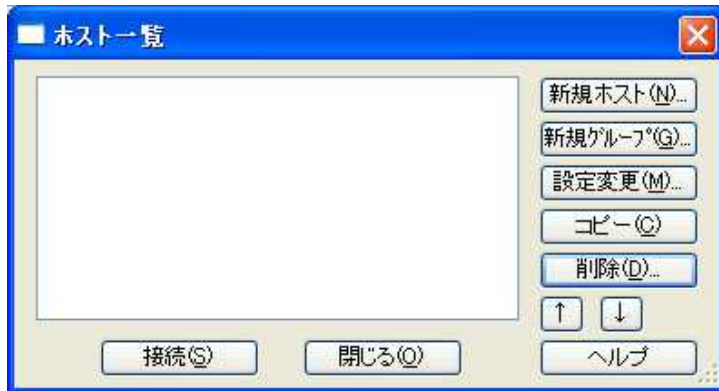 ホスト一覧
新規ホスト(N)...
新規ｸﾞﾙｰﾌﾟ(G)...
設定変更(M)...
コピー(C)
削除(D)...
↑ ↓
接続(S) 閉じる(O) ヘルプ